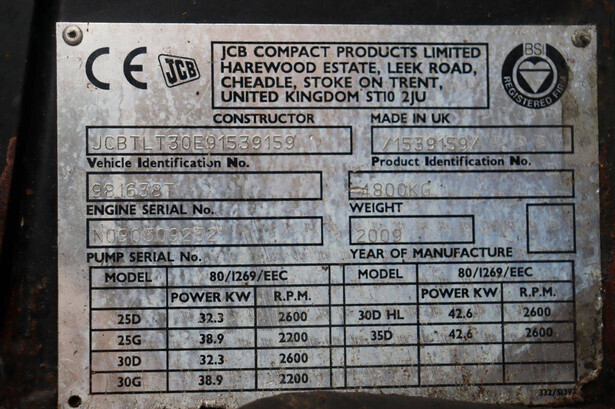 CE JCB
JCB COMPACT PRODUCTS LIMITED
HAREWOOD ESTATE, LEEK ROAD,
CHEADLE, STOKE ON TRENT,
UNITED KINGDOM ST10 2JU
BSI
REGISTERED FIRM
CONSTRUCTOR MADE IN UK
JCBTLT30E91539159 /1539159/
Vehicle Identification No. Product Identification No.
981638T 4800KG
ENGINE SERIAL No. WEIGHT
2009
PUMP SERIAL No. YEAR OF MANUFACTURE
MODEL 80/1269/EEC MODEL 80/1269/EEC
POWER KW R.P.M. POWER KW R.P.M.
25D 32.3 2600 30D HL 42.6 2600
25G 38.9 2200 35D 42.6 2600
30D 32.3 2600
30G 38.9 2200